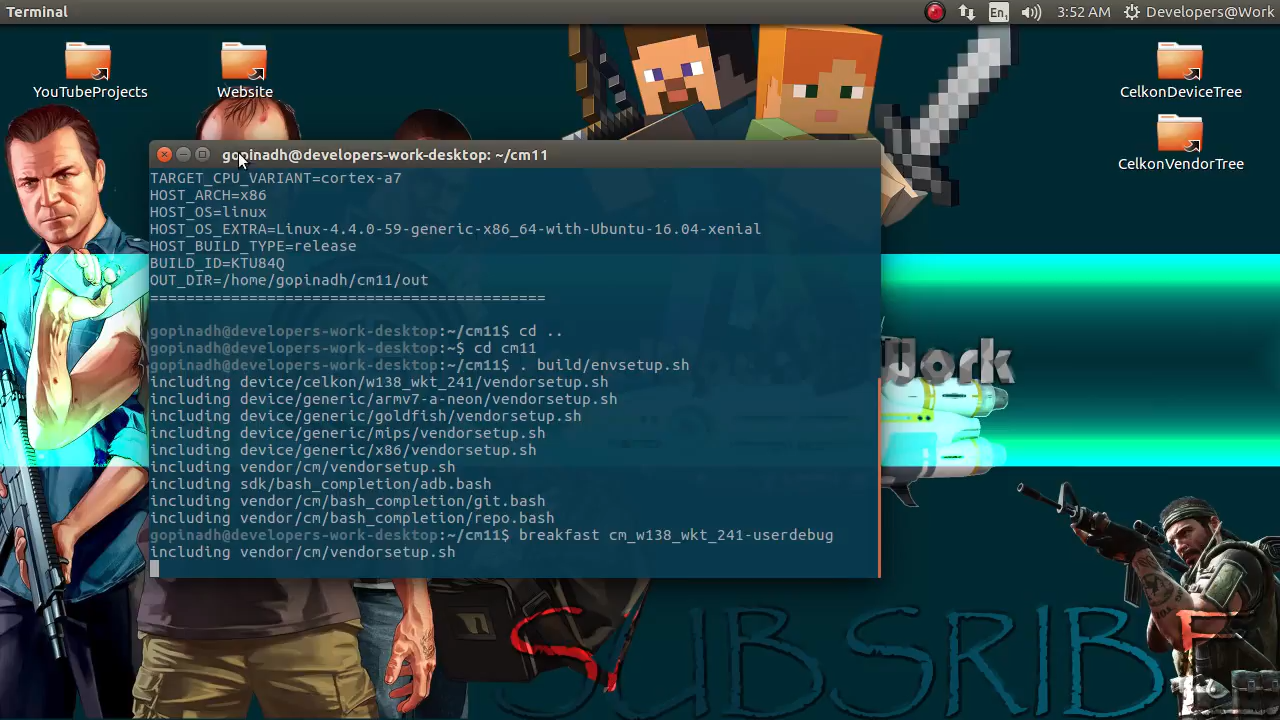 Terminal
En1
3:52 AM
Developers@Work
YouTubeProjects
Website
CelkonDeviceTree
CelkonVendorTree
gopinadh@developers-work-desktop: ~/cm11
TARGET_CPU_VARIANT=cortex-a7
HOST_ARCH=x86
HOST_OS=linux
HOST_OS_EXTRA=Linux-4.4.0-59-generic-x86_64-with-Ubuntu-16.04-xenial
HOST_BUILD_TYPE=release
BUILD_ID=KTU84Q
OUT_DIR=/home/gopinadh/cm11/out
============================================
gopinadh@developers-work-desktop:~/cm11$ cd ..
gopinadh@developers-work-desktop:~$ cd cm11
gopinadh@developers-work-desktop:~/cm11$ . build/envsetup.sh
including device/celkon/w138_wkt_241/vendorsetup.sh
including device/generic/armv7-a-neon/vendorsetup.sh
including device/generic/goldfish/vendorsetup.sh
including device/generic/mips/vendorsetup.sh
including device/generic/x86/vendorsetup.sh
including vendor/cm/vendorsetup.sh
including sdk/bash_completion/adb.bash
including vendor/cm/bash_completion/git.bash
including vendor/cm/bash_completion/repo.bash
gopinadh@developers-work-desktop:~/cm11$ breakfast cm_w138_wkt_241-userdebug
including vendor/cm/vendorsetup.sh
Work
SUBSRIBE